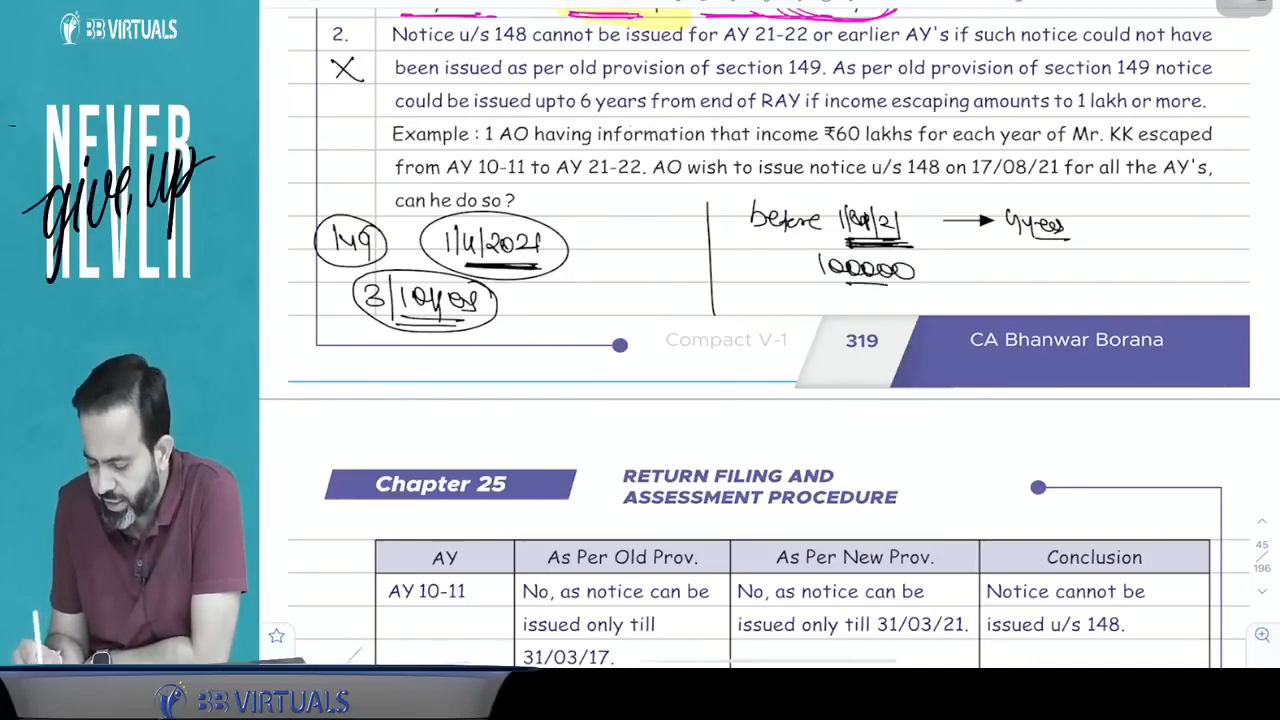 BB VIRTUALS
NEVER
give up
NEVER
2. Notice u/s 148 cannot be issued for AY 21-22 or earlier AY's if such notice could not have
been issued as per old provision of section 149. As per old provision of section 149 notice
could be issued upto 6 years from end of RAY if income escaping amounts to 1 lakh or more.
Example : 1 AO having information that income ₹60 lakhs for each year of Mr. KK escaped
from AY 10-11 to AY 21-22. AO wish to issue notice u/s 148 on 17/08/21 for all the AY's,
can he do so?
149 1/4/2021
3/10yrs
before
100000
Compact V-1 319 CA Bhanwar Borana
Chapter 25 RETURN FILING AND
ASSESSMENT PROCEDURE
AY As Per Old Prov. As Per New Prov. Conclusion
AY 10-11 No, as notice can be No, as notice can be Notice cannot be
issued only till issued only till 31/03/21. issued u/s 148.
31/03/17.
45
/
196
BB VIRTUALS